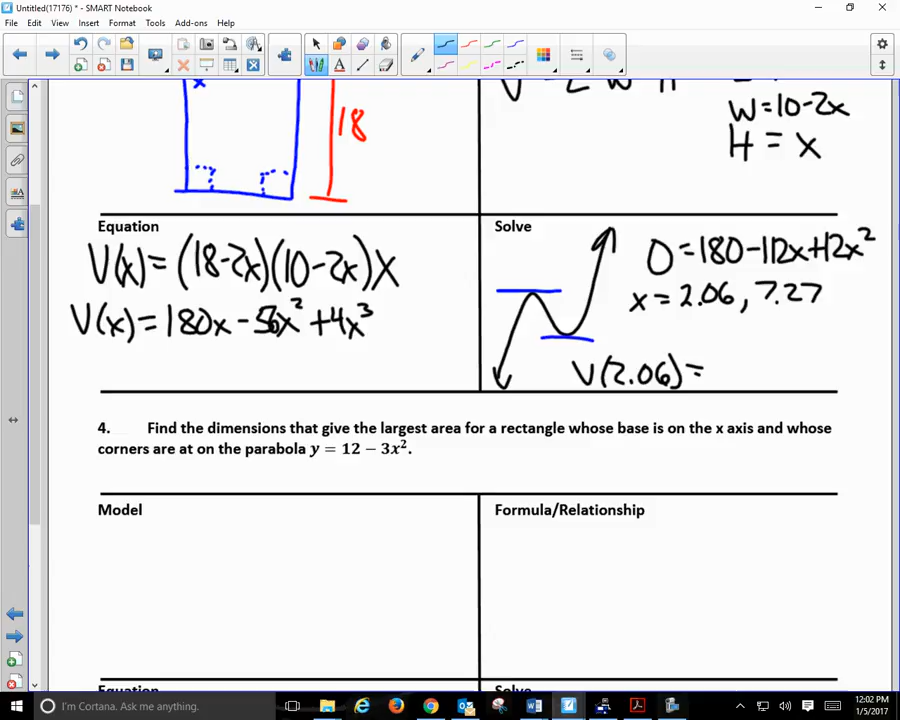 Untitled(17176) * - SMART Notebook
File Edit View Insert Format Tools Add-ons Help
x
18
V = L W H
W = 10-2x
H = x
Equation
V(x) = (18-2x)(10-2x)x
V(x) = 180x - 56x² + 4x³
Solve
0 = 180 - 112x + 12x²
x = 2.06, 7.27
V(2.06) =
4. Find the dimensions that give the largest area for a rectangle whose base is on the x axis and whose
corners are at on the parabola y = 12 − 3x².
Model
Formula/Relationship
Equation
Solve
I'm Cortana. Ask me anything.
12:02 PM
1/5/2017